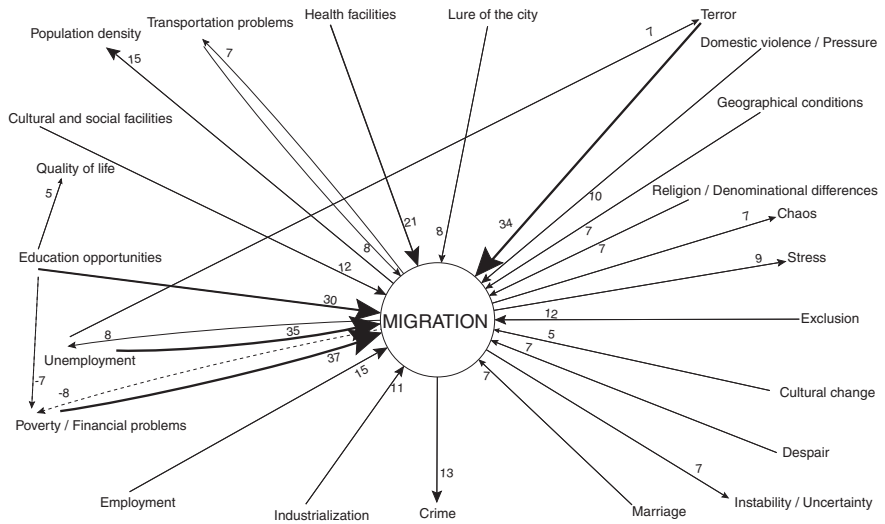 Health facilities
Lure of the city
7
Terror
Transportation problems
Population density
7
15
Domestic violence / Pressure
Geographical conditions
Cultural and social facilities
Quality of life
5
Religion / Denominational differences
10
34
21
8
7
Chaos
7
7
8
12
Education opportunities
9
Stress
30
MIGRATION
12
Exclusion
8
35
5
7
Unemployment
37
15
11
7
-7
-8
Cultural change
Poverty / Financial problems
Despair
13
7
Employment
Industrialization
Crime
Marriage
Instability / Uncertainty